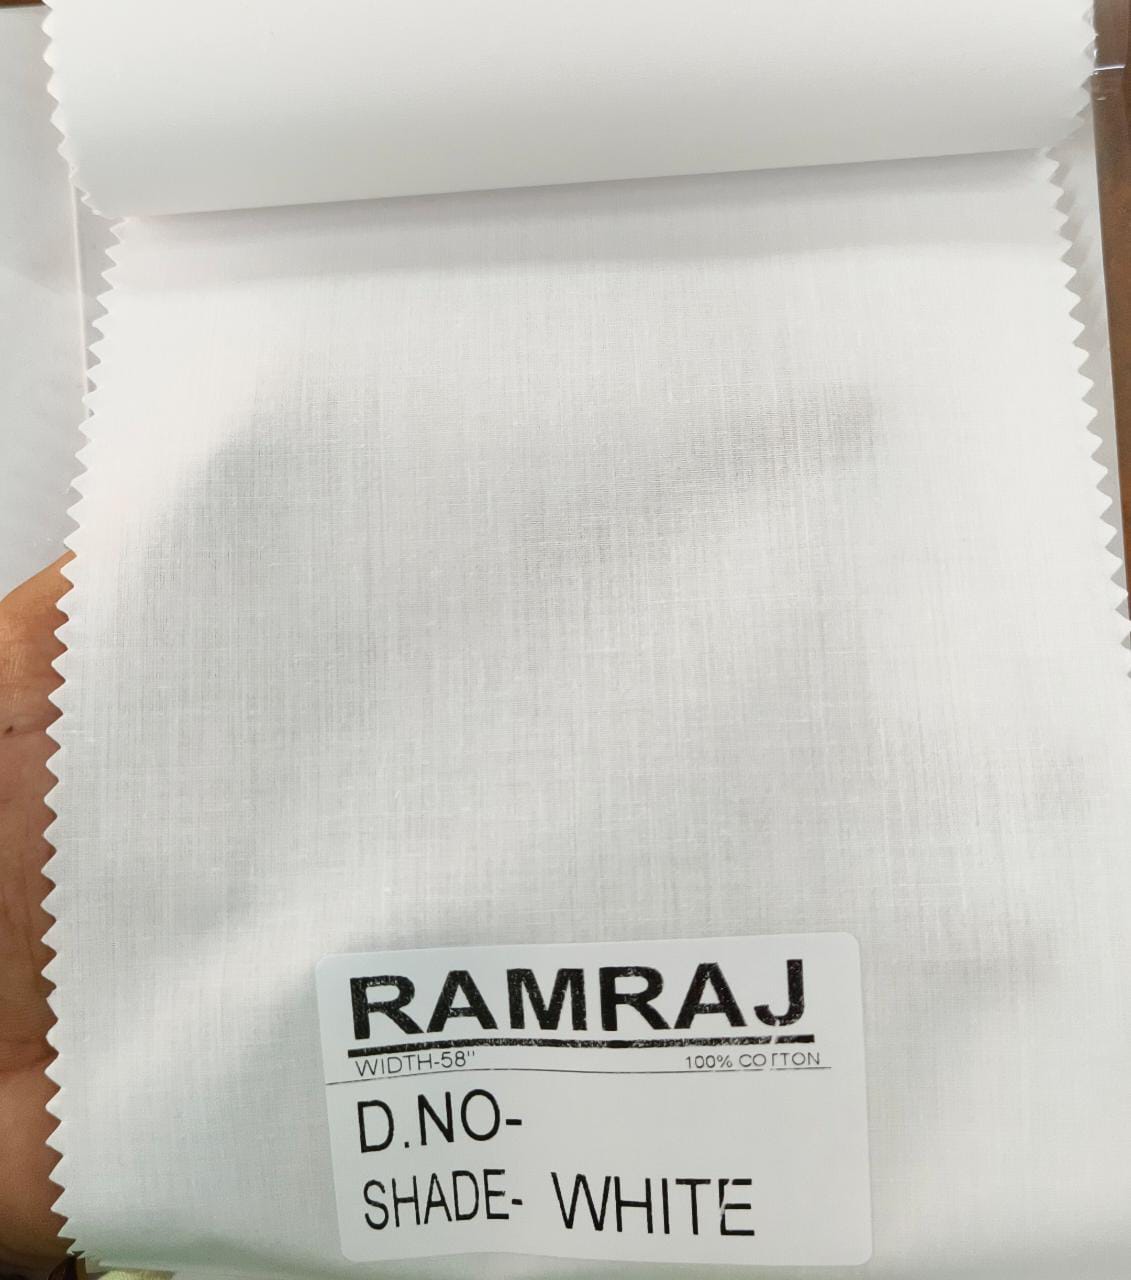 RAMRAJ
WIDTH-58" 100% COTTON
D.NO-
SHADE- WHITE